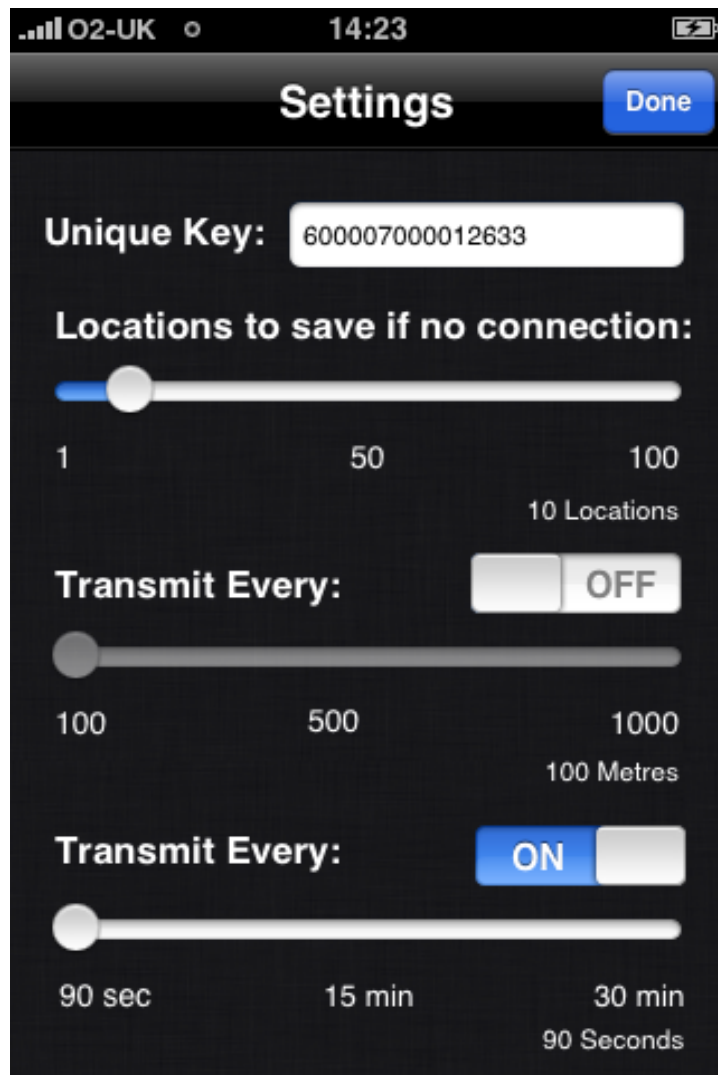 O2-UK 14:23
Settings Done
Unique Key: 600007000012633
Locations to save if no connection:
1 50 100
10 Locations
Transmit Every: OFF
100 500 1000
100 Metres
Transmit Every: ON
90 sec 15 min 30 min
90 Seconds